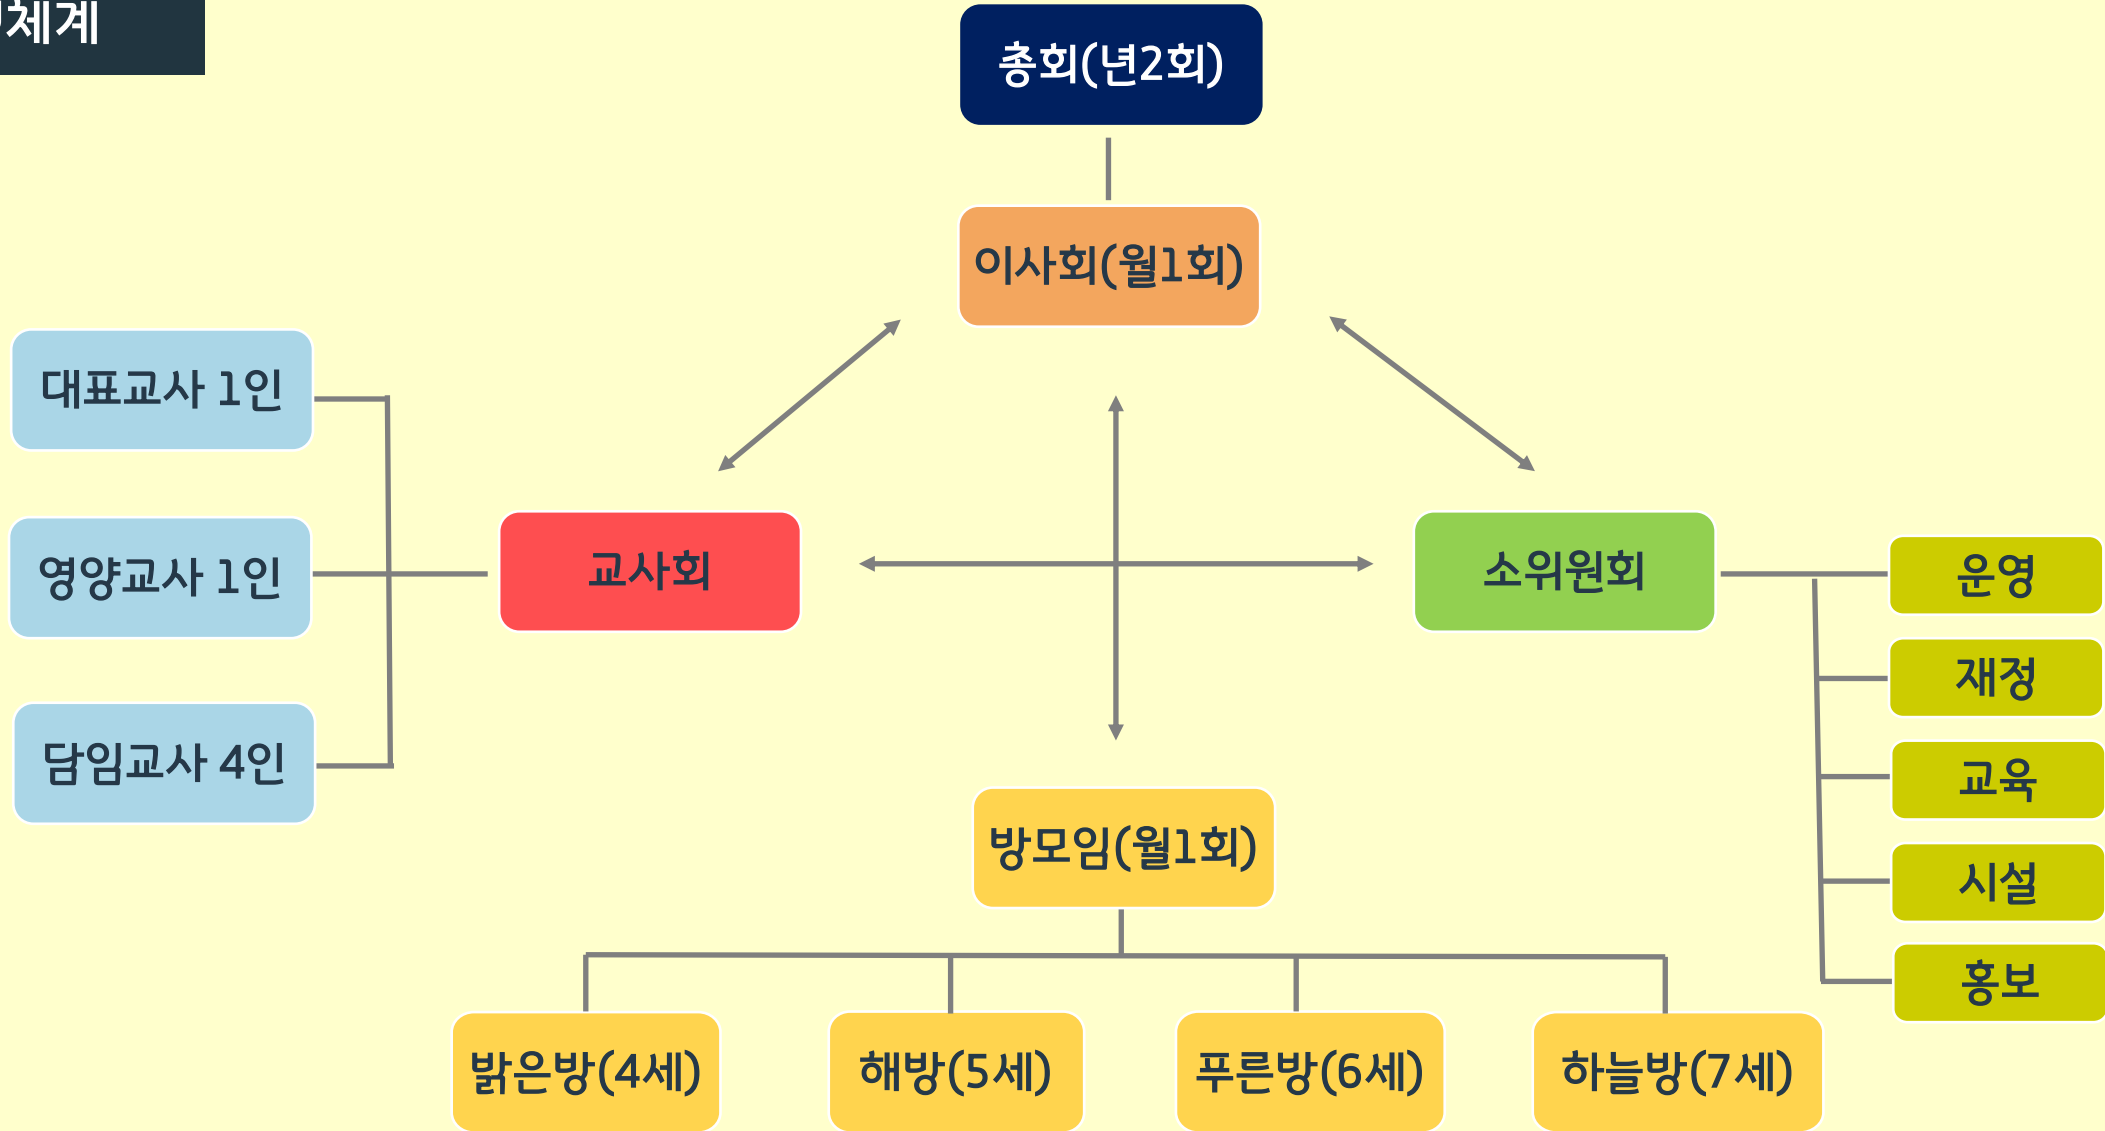 체계
총회(년2회)
이사회(월1회)
대표교사 1인
영양교사 1인
담임교사 4인
교사회
소위원회
운영
재정
교육
시설
홍보
방모임(월1회)
밝은방(4세)
해방(5세)
푸른방(6세)
하늘방(7세)